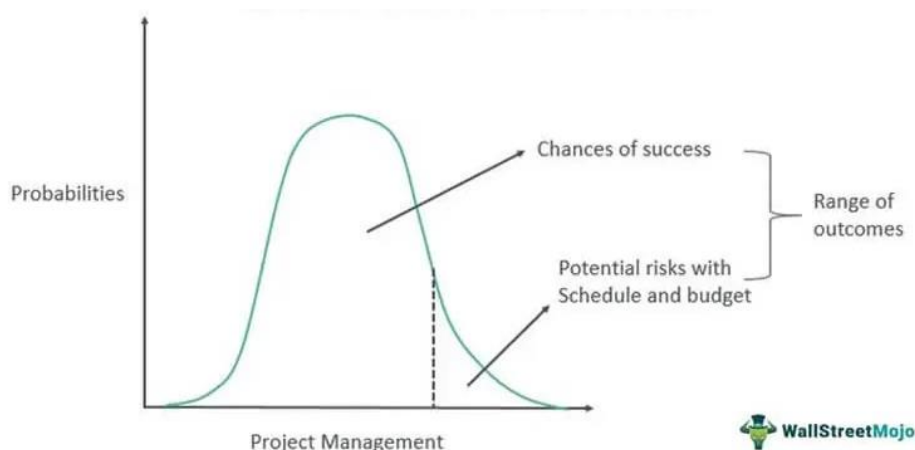 Probabilities
Chances of success
Potential risks with
Schedule and budget
Range of
outcomes
Project Management
WallStreetMojo